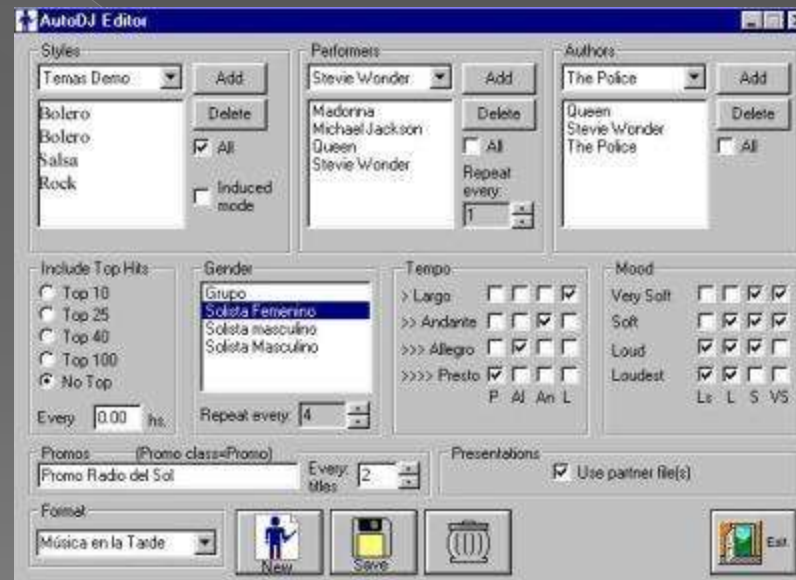 AutoDJ Editor
Styles
Temas Demo
Add
Bolero
Bolero
Salsa
Rock
Delete
All
Induced
mode
Performers
Stevie Wonder
Add
Madonna
Michael Jackson
Queen
Stevie Wonder
Delete
All
Repeat
every:
1
Authors
The Police
Add
Queen
Stevie Wonder
The Police
Delete
All
Include Top Hits
Top 10
Top 25
Top 40
Top 100
No Top
Every 0.00 hs.
Gender
Grupo
Solista Femenino
Solista masculino
Solista Masculino
Repeat every: 4
Tempo
> Largo
>> Andante
>>> Allegro
>>>> Presto
P Al An L
Mood
Very Soft
Soft
Loud
Loudest
Ls L S VS
Promos (Promo class=Promo)
Promo Radio del Sol
Every: 2
titles
Presentations
Use partner file(s)
Format
Música en la Tarde
New
Save
Exit